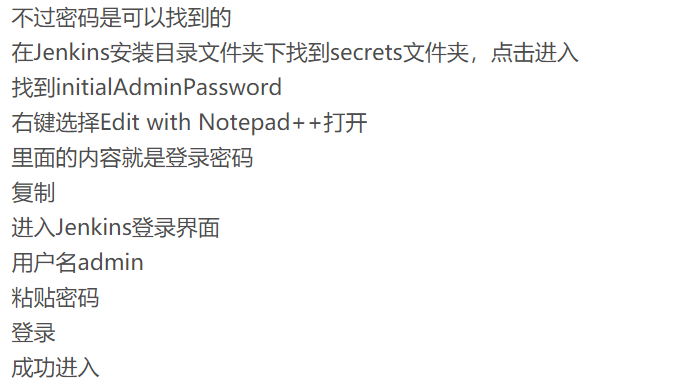 不过密码是可以找到的
在Jenkins安装目录文件夹下找到secrets文件夹，点击进入
找到initialAdminPassword
右键选择Edit with Notepad++打开
里面的内容就是登录密码
复制
进入Jenkins登录界面
用户名admin
粘贴密码
登录
成功进入